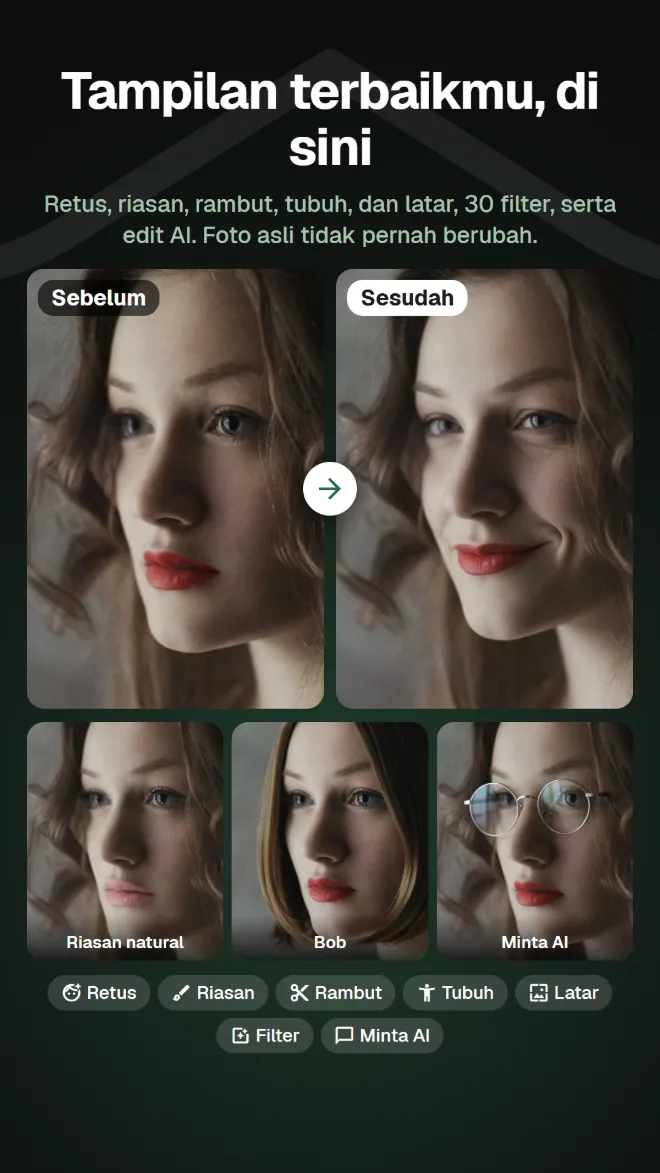 Tampilan terbaikmu, di
sini
Retus, riasan, rambut, tubuh, dan latar, 30 filter, serta
edit AI. Foto asli tidak pernah berubah.
Sebelum
Sesudah
Riasan natural
Bob
Minta AI
Retus
Riasan
Rambut
Tubuh
Latar
Filter
Minta AI